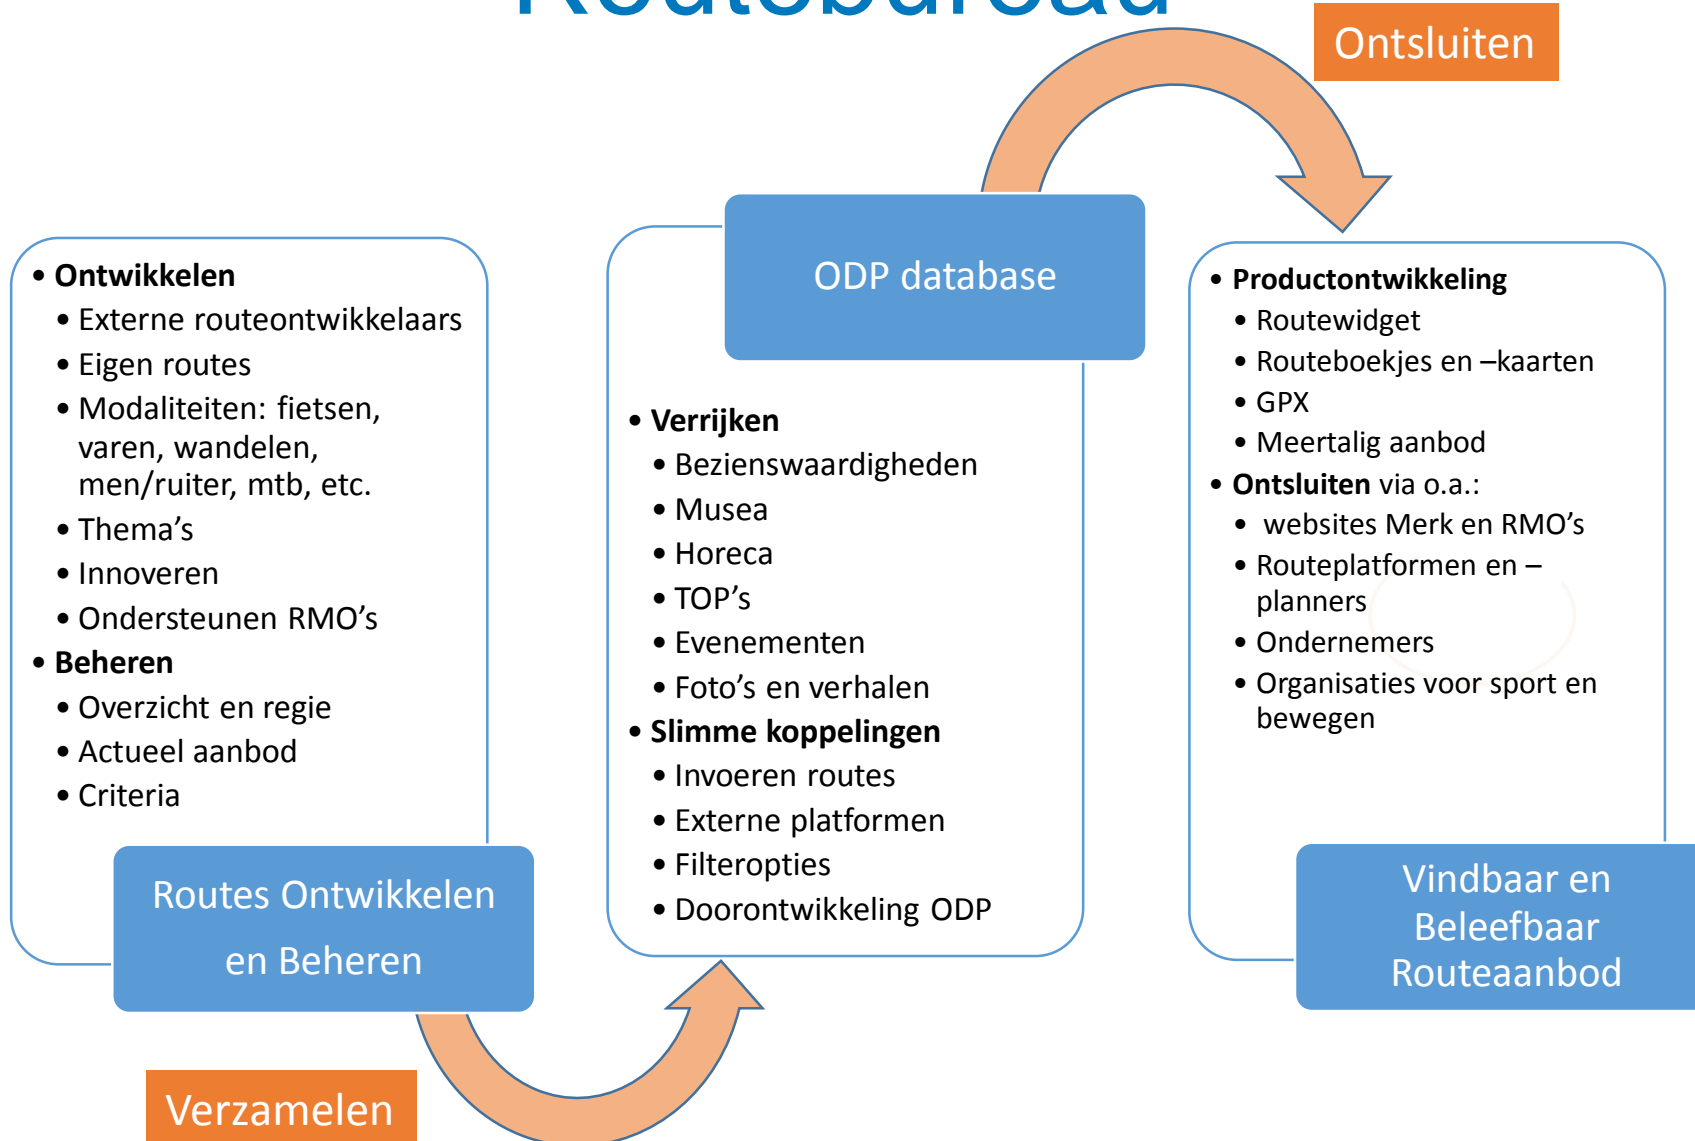 Routebureau
Ontsluiten
• Ontwikkelen
• Externe routeontwikkelaars
• Eigen routes
• Modaliteiten: fietsen,
varen, wandelen,
men/ruiter, mtb, etc.
• Thema’s
• Innoveren
• Ondersteunen RMO’s
• Beheren
• Overzicht en regie
• Actueel aanbod
• Criteria
Routes Ontwikkelen
en Beheren
Verzamelen
ODP database
• Verrijken
• Bezienswaardigheden
• Musea
• Horeca
• TOP’s
• Evenementen
• Foto’s en verhalen
• Slimme koppelingen
• Invoeren routes
• Externe platformen
• Filteropties
• Doorontwikkeling ODP
• Productontwikkeling
• Routewidget
• Routeboekjes en –kaarten
• GPX
• Meertalig aanbod
• Ontsluiten via o.a.:
• websites Merk en RMO’s
• Routeplatformen en –
planners
• Ondernemers
• Organisaties voor sport en
bewegen
Vindbaar en
Beleefbaar
Routeaanbod